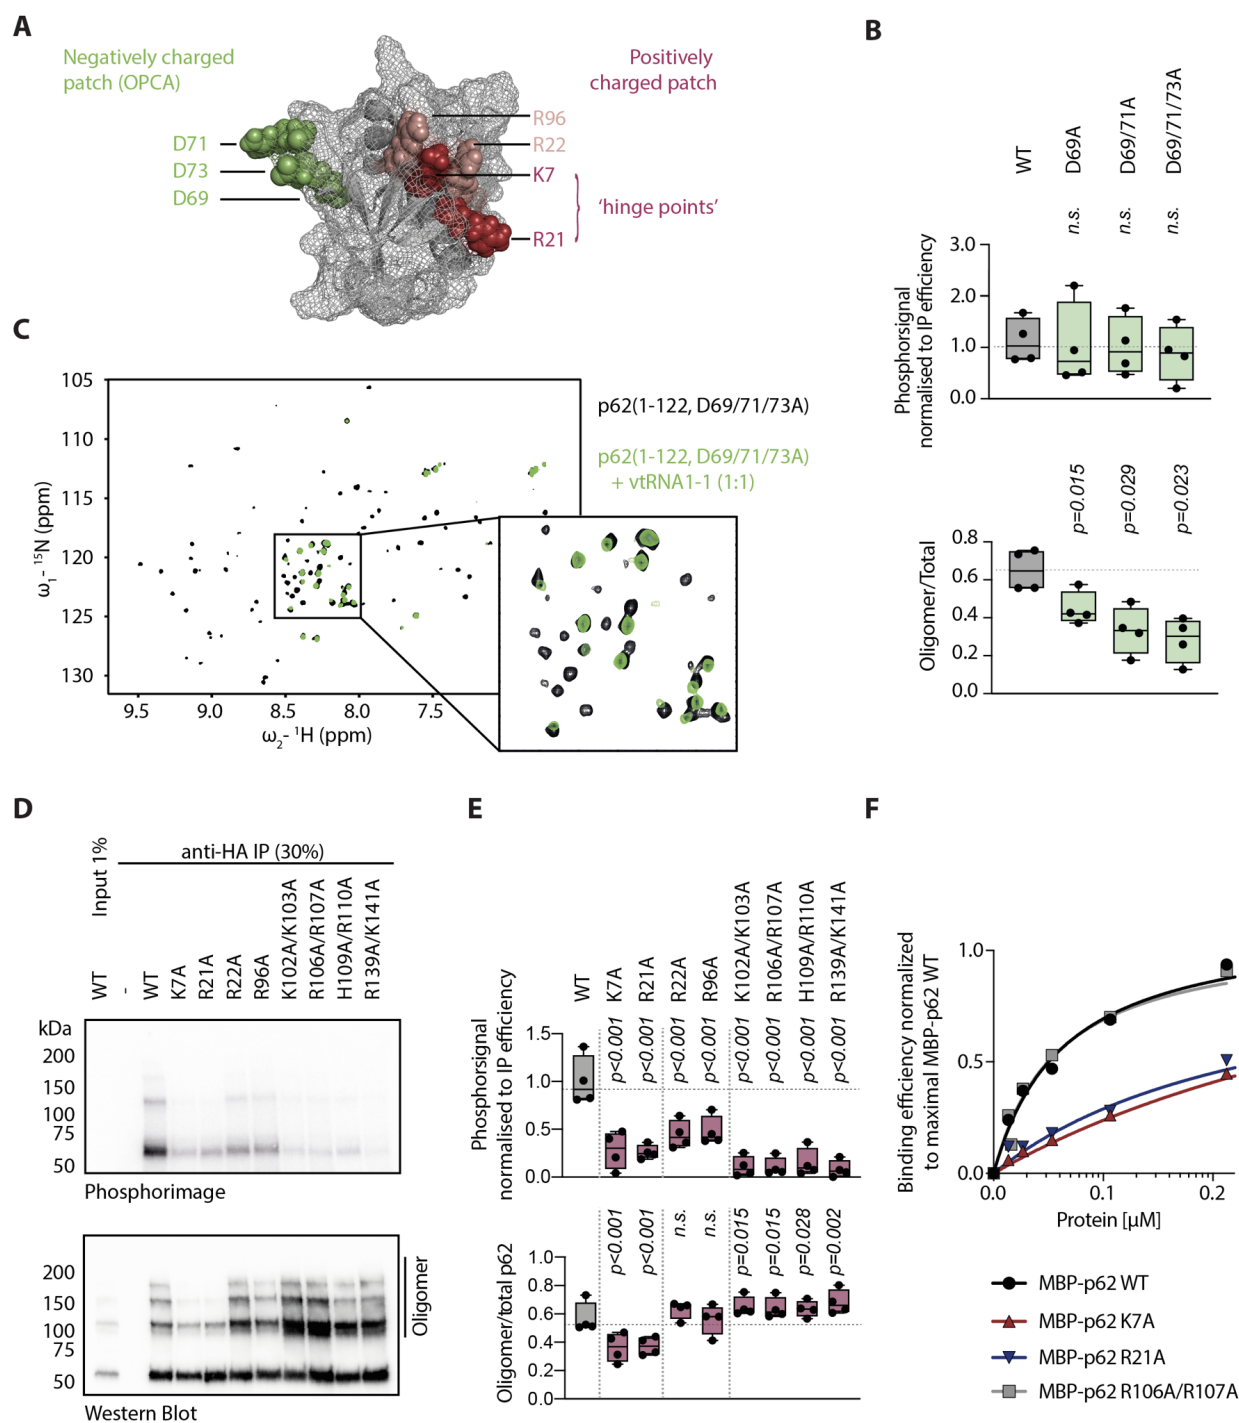 A
Negatively charged
patch (OPCA)
Positively
charged patch
R96
R22
K7
R21
D71
D73
D69
'hinge points'
B
WT
D69A
D69/71A
D69/71/73A
n.s.
n.s.
n.s.
Phosphorsignal
normalised to IP efficiency
3.0
2.0
1.0
0.0
p=0.015
p=0.029
p=0.023
Oligomer/Total
0.8
0.6
0.4
0.2
0.0
C
105
110
115
120
125
130
ω1- 15N (ppm)
9.5
9.0
8.5
8.0
7.5
ω2- 1H (ppm)
p62(1-122, D69/71/73A)
p62(1-122, D69/71/73A)
+ vtRNA1-1 (1:1)
D
Input 1%
anti-HA IP (30%)
WT
-
WT
K7A
R21A
R22A
R96A
K102A/K103A
R106A/R107A
H109A/R110A
R139A/K141A
kDa
200
150
100
75
50
Phosphorimage
200
150
100
75
50
Oligomer
Western Blot
E
WT
K7A
R21A
R22A
R96A
K102A/K103A
R106A/R107A
H109A/R110A
R139A/K141A
p<0.001
p<0.001
p<0.001
p<0.001
p<0.001
p<0.001
p<0.001
p<0.001
Phosphorsignal
normalised to IP efficiency
1.5
1.0
0.5
0.0
p<0.001
p<0.001
n.s.
n.s.
p=0.015
p=0.015
p=0.028
p=0.002
Oligomer/total p62
1.0
0.8
0.6
0.4
0.2
0.0
F
Binding efficiency normalized
to maximal MBP-p62 WT
1.0
0.5
0.0
0.0
0.1
0.2
Protein [µM]
MBP-p62 WT
MBP-p62 K7A
MBP-p62 R21A
MBP-p62 R106A/R107A